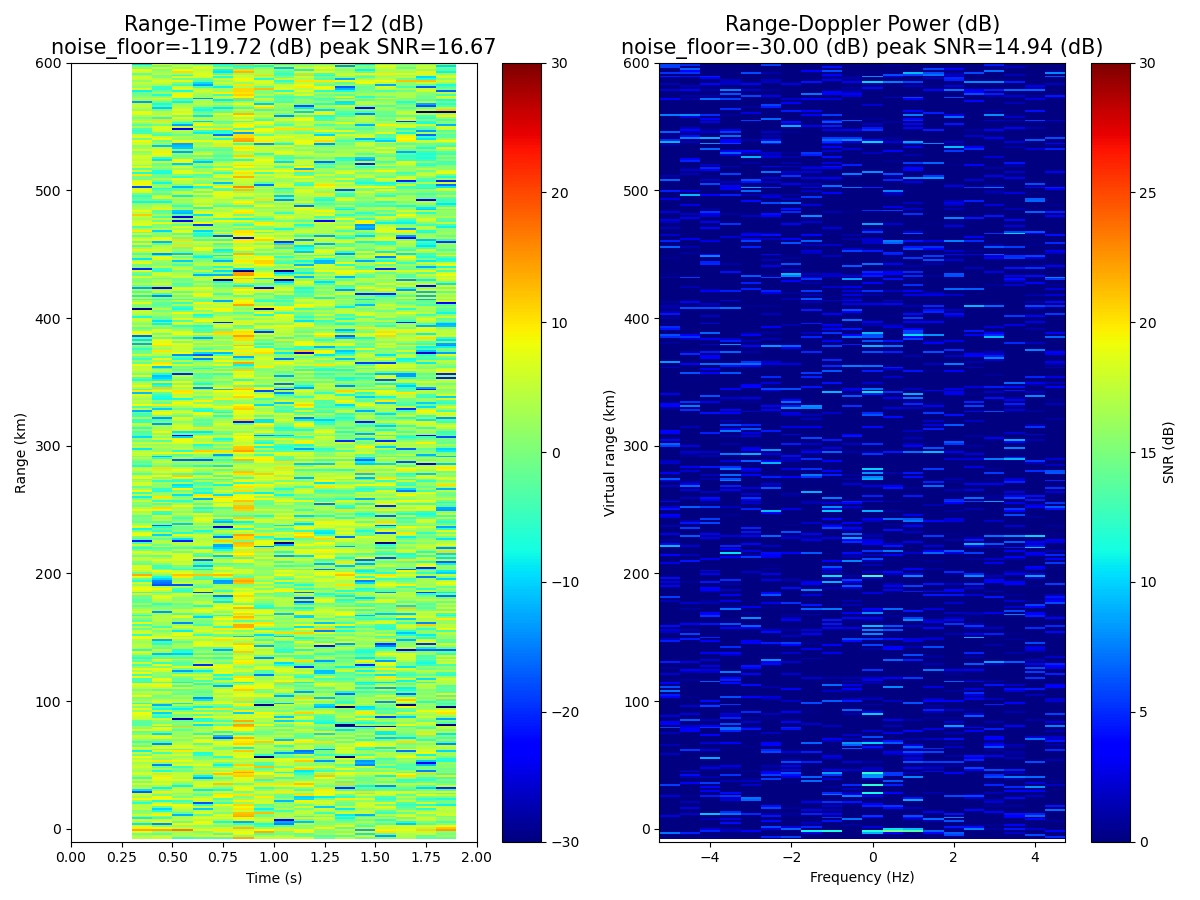 Range-Time Power f=12 (dB)
noise_floor=-119.72 (dB) peak SNR=16.67
600
500
400
300
200
100
0
Range (km)
0.00 0.25 0.50 0.75 1.00 1.25 1.50 1.75 2.00
Time (s)
30
20
10
0
−10
−20
−30
Range-Doppler Power (dB)
noise_floor=-30.00 (dB) peak SNR=14.94 (dB)
600
500
400
300
200
100
0
Virtual range (km)
−4 −2 0 2 4
Frequency (Hz)
30
25
20
15
10
5
0
SNR (dB)